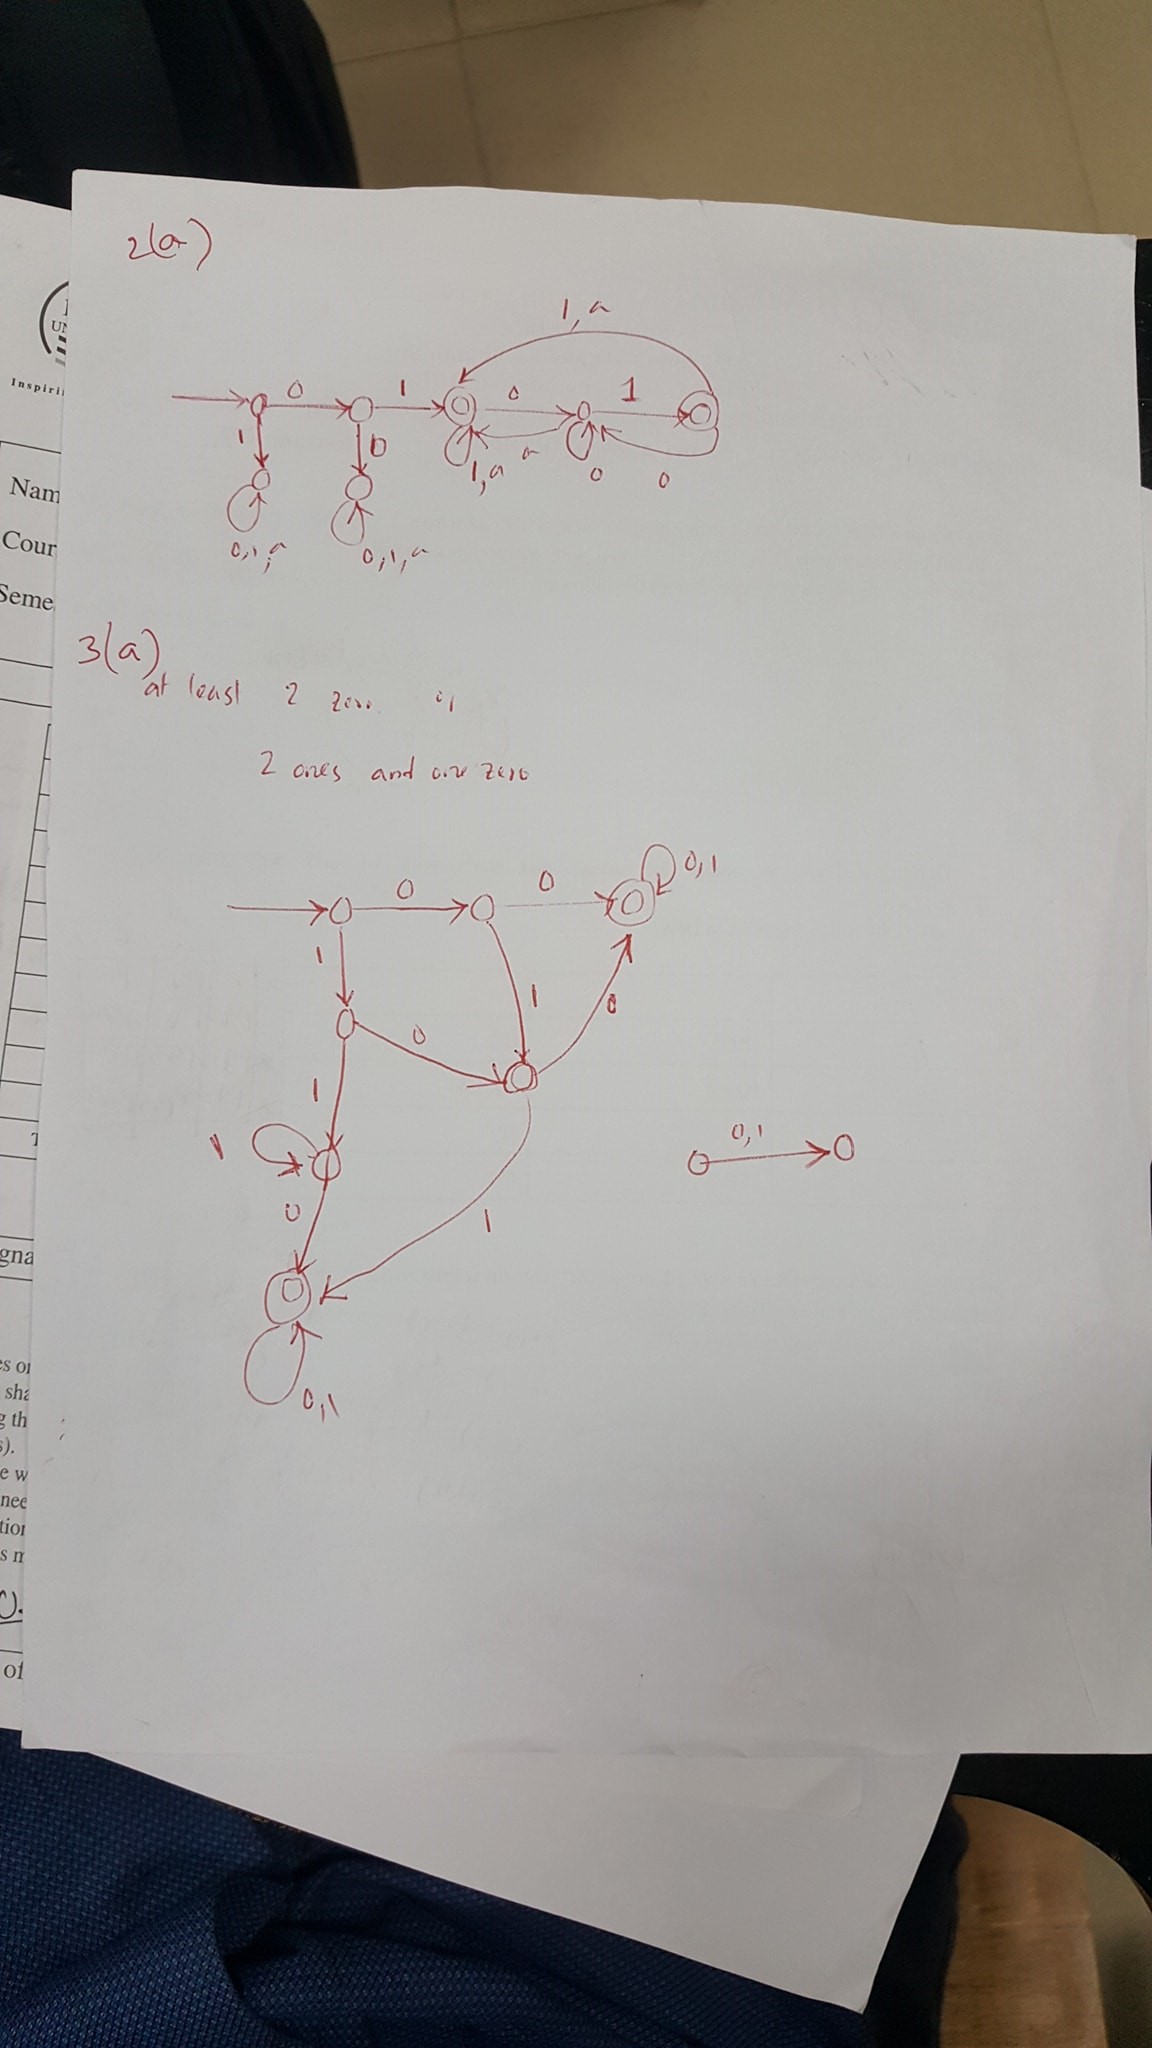 2(a)
1, a
0 1 0 1
1 0 1, a a 0 0
0, 1, a 0, 1, a
3(a)
at least 2 zero or
2 ones and one zero
0 0 0,1
1 1 0
0
1 0,1
1
0 1
0,1
Inspiri
Nam
Cour
Seme
gna
es or
sha
g th
s).
e w
nee
tion
s m
of